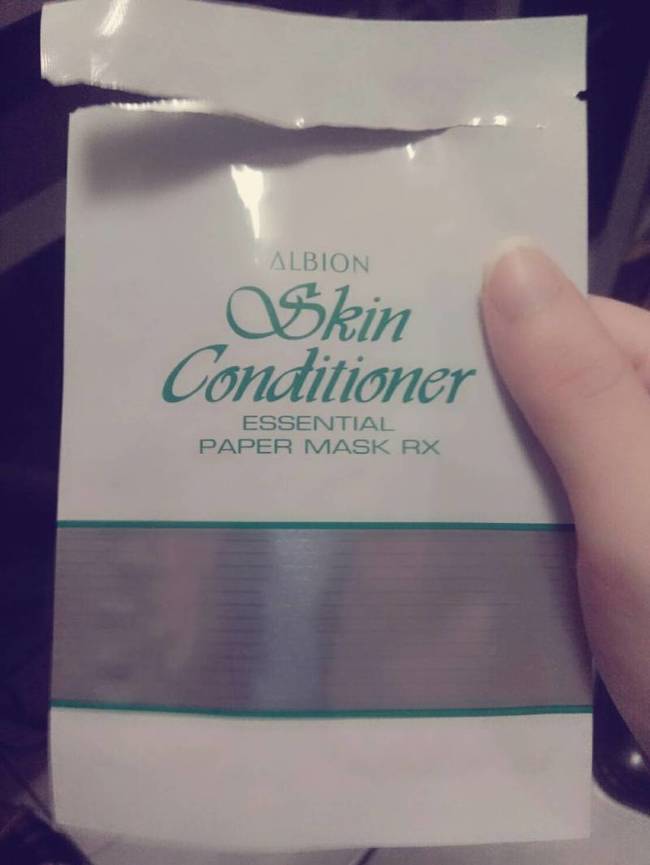 ALBION
Skin
Conditioner
ESSENTIAL
PAPER MASK RX